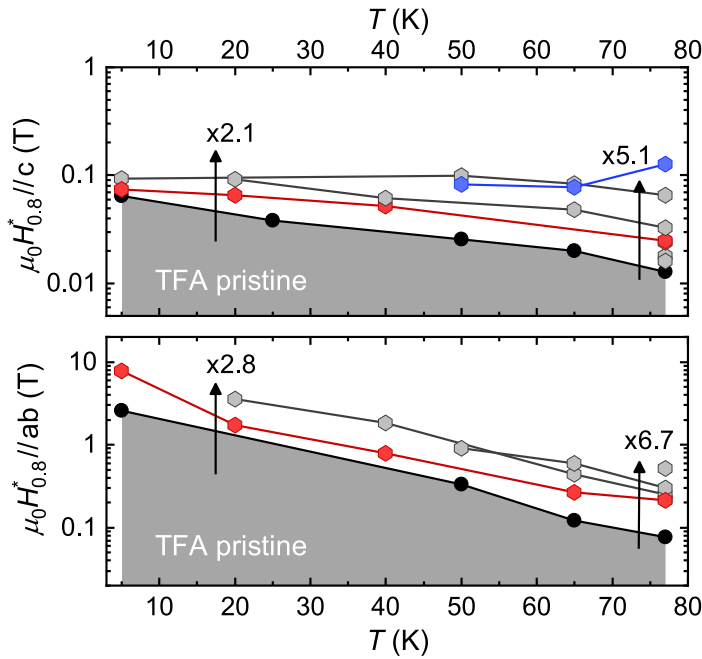 T (K)
10 20 30 40 50 60 70 80
1
0.1
0.01
μ₀H*₀.₈//c (T)
x2.1
x5.1
TFA pristine
10
1
0.1
μ₀H*₀.₈//ab (T)
x2.8
x6.7
TFA pristine
10 20 30 40 50 60 70 80
T (K)